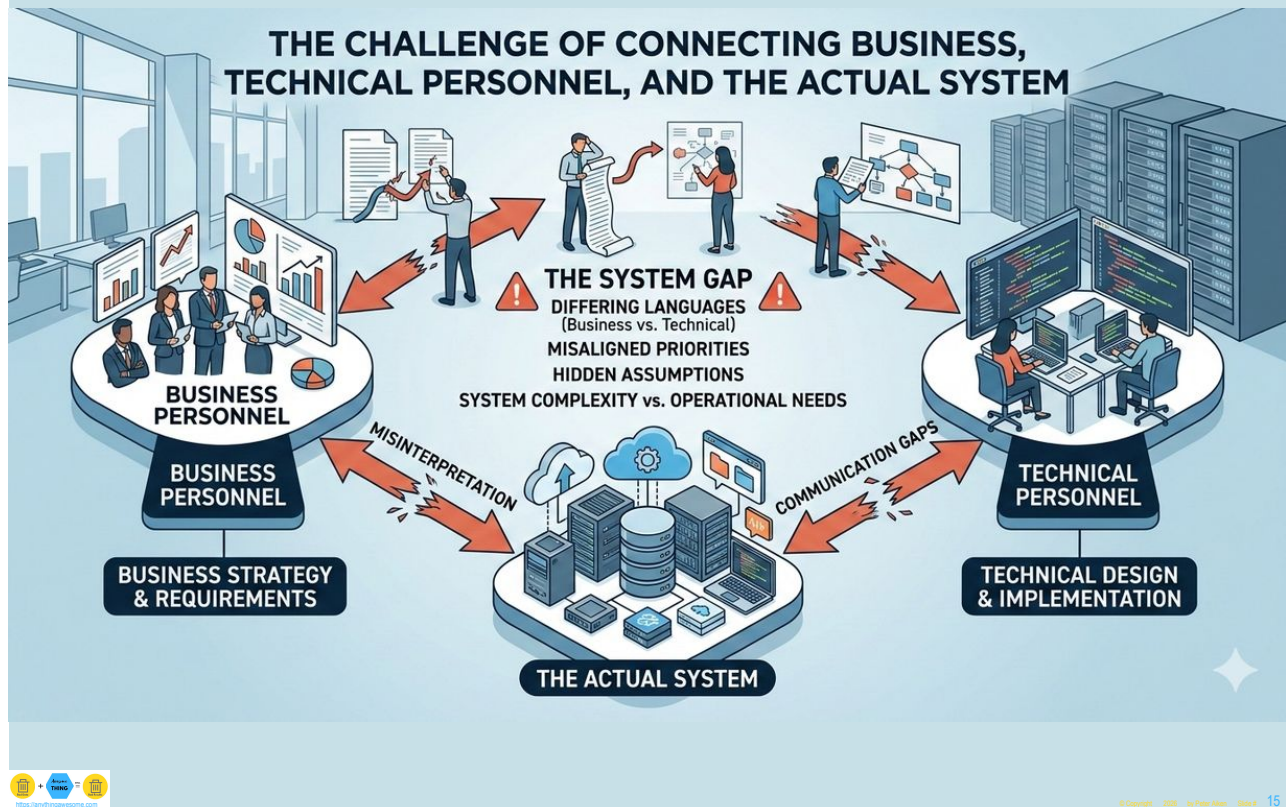 THE CHALLENGE OF CONNECTING BUSINESS,
TECHNICAL PERSONNEL, AND THE ACTUAL SYSTEM
THE SYSTEM GAP
DIFFERING LANGUAGES
(Business vs. Technical)
MISALIGNED PRIORITIES
HIDDEN ASSUMPTIONS
SYSTEM COMPLEXITY vs. OPERATIONAL NEEDS
BUSINESS
PERSONNEL
BUSINESS
PERSONNEL
BUSINESS STRATEGY
& REQUIREMENTS
MISINTERPRETATION
COMMUNICATION GAPS
TECHNICAL
PERSONNEL
TECHNICAL DESIGN
& IMPLEMENTATION
THE ACTUAL SYSTEM
THING
https://anythingawesome.com
15